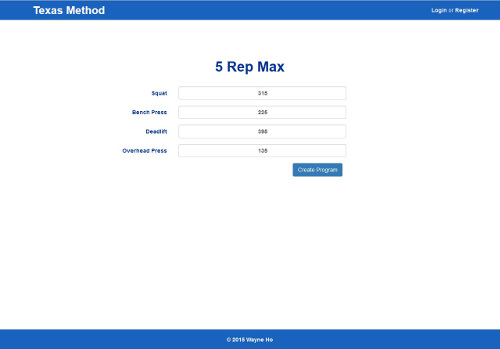 Texas Method
Login or Register
5 Rep Max
Squat 315
Bench Press 225
Deadlift 395
Overhead Press 135
Create Program
© 2015 Wayne Ho